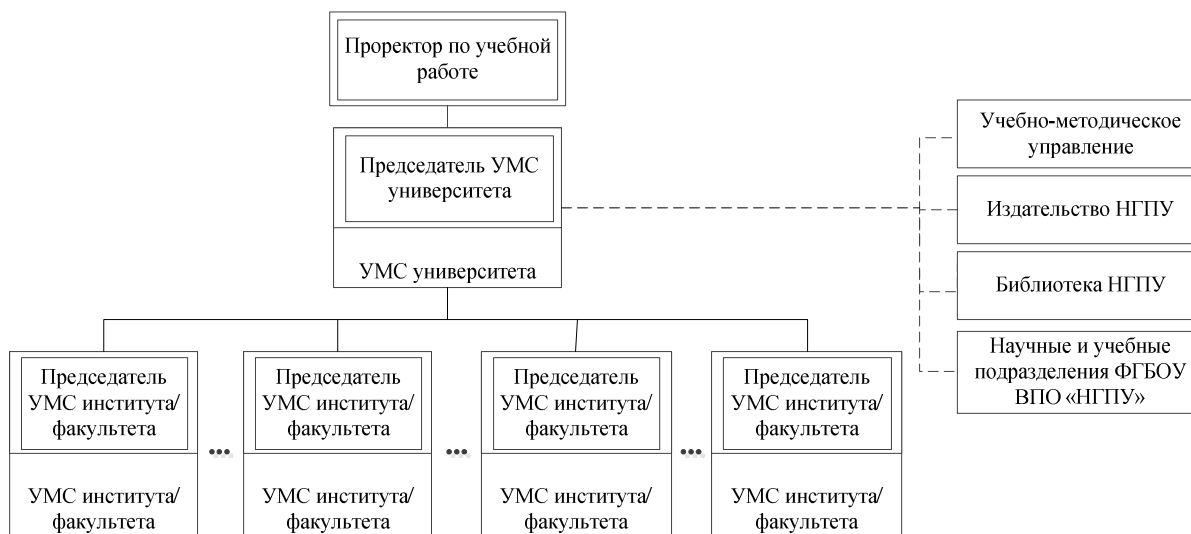 Проректор по учебной
работе
Председатель УМС
университета
УМС университета
Учебно-методическое
управление
Издательство НГПУ
Библиотека НГПУ
Научные и учебные
подразделения ФГБОУ
ВПО «НГПУ»
Председатель
УМС института/
факультета
УМС института/
факультета
...
Председатель
УМС института/
факультета
УМС института/
факультета
...
Председатель
УМС института/
факультета
УМС института/
факультета
...
Председатель
УМС института/
факультета
УМС института/
факультета